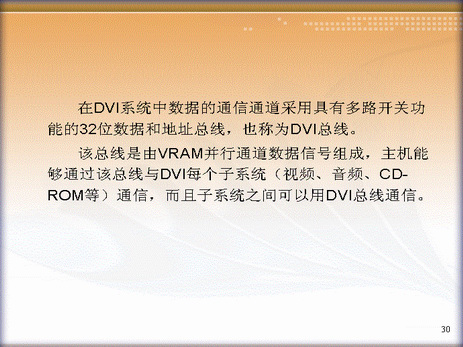 在DVI系统中数据的通信通道采用具有多路开关功
能的32位数据和地址总线，也称为DVI总线。
该总线是由VRAM并行通道数据信号组成，主机能
够通过该总线与DVI每个子系统（视频、音频、CD-
ROM等）通信，而且子系统之间可以用DVI总线通信。
30